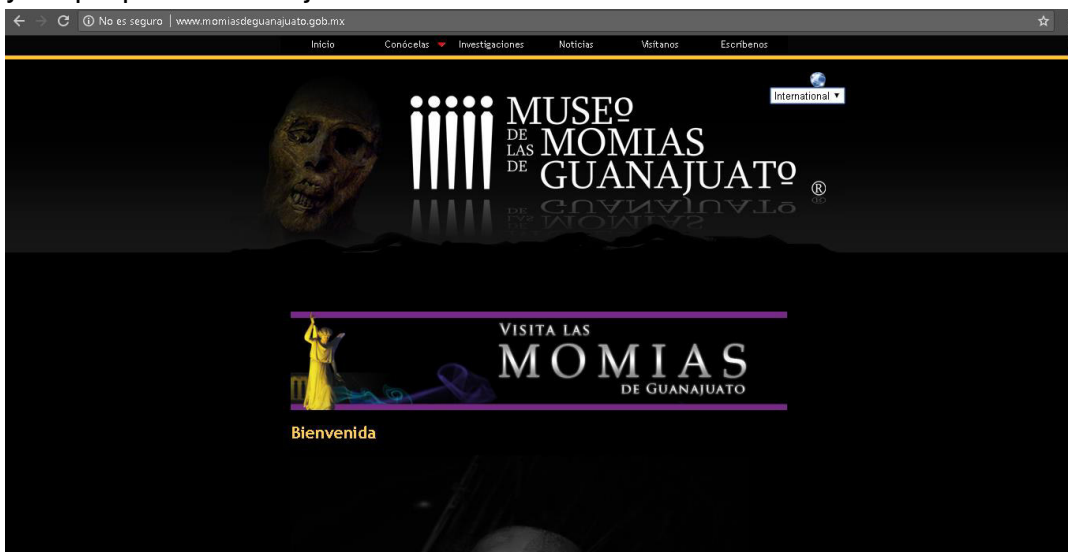 No es seguro | www.momiasdeguanajuato.gob.mx
Inicio Conócelas Investigaciones Noticias Visítanos Escríbenos
International
MUSEO
DE LAS MOMIAS
DE GUANAJUATO ®
VISITA LAS
MOMIAS
DE GUANAJUATO
Bienvenida